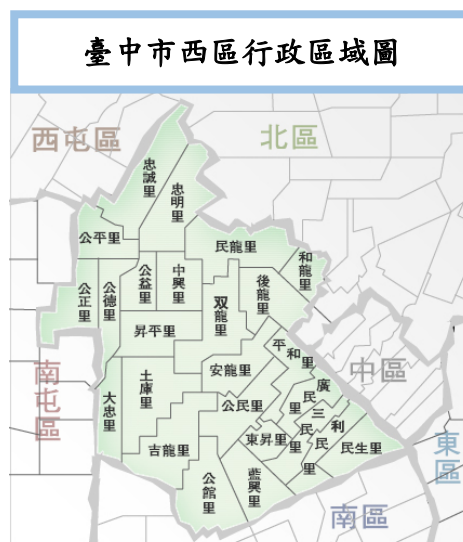 臺中市西區行政區域圖
西屯區
北區
忠誠里
忠明里
公平里
民龍里
和龍里
公正里
公德里
公益里
中興里
双龍里
後龍里
昇平里
平和里
中區
南屯區
大忠里
土庫里
安龍里
廣民里
公民里
三民里
利民里
東昇里
民生里
東區
吉龍里
公館里
藍興里
南區